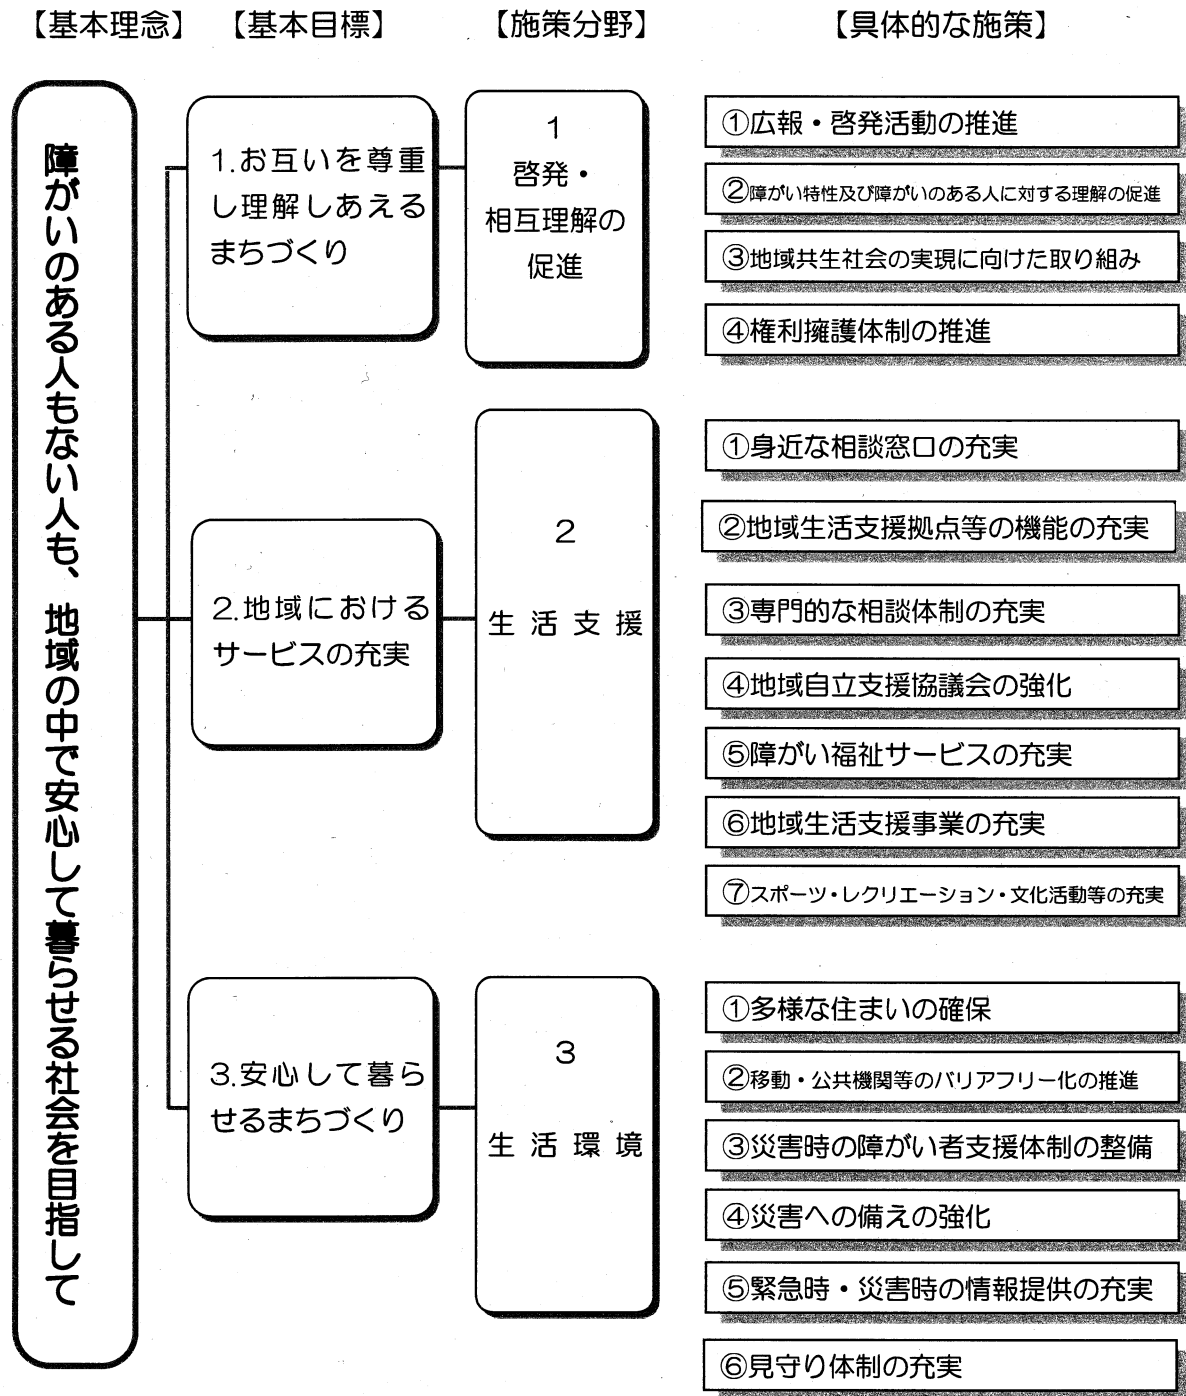 【基本理念】 【基本目標】 【施策分野】 【具体的な施策】
障がいのある人もない人も、地域の中で安心して暮らせる社会を目指して
1.お互いを尊重
し理解しあえる
まちづくり
1
啓発・
相互理解の
促進
①広報・啓発活動の推進
②障がい特性及び障がいのある人に対する理解の促進
③地域共生社会の実現に向けた取り組み
④権利擁護体制の推進
2.地域における
サービスの充実
2
生活支援
①身近な相談窓口の充実
②地域生活支援拠点等の機能の充実
③専門的な相談体制の充実
④地域自立支援協議会の強化
⑤障がい福祉サービスの充実
⑥地域生活支援事業の充実
⑦スポーツ・レクリエーション・文化活動等の充実
3.安心して暮ら
せるまちづくり
3
生活環境
①多様な住まいの確保
②移動・公共機関等のバリアフリー化の推進
③災害時の障がい者支援体制の整備
④災害への備えの強化
⑤緊急時・災害時の情報提供の充実
⑥見守り体制の充実